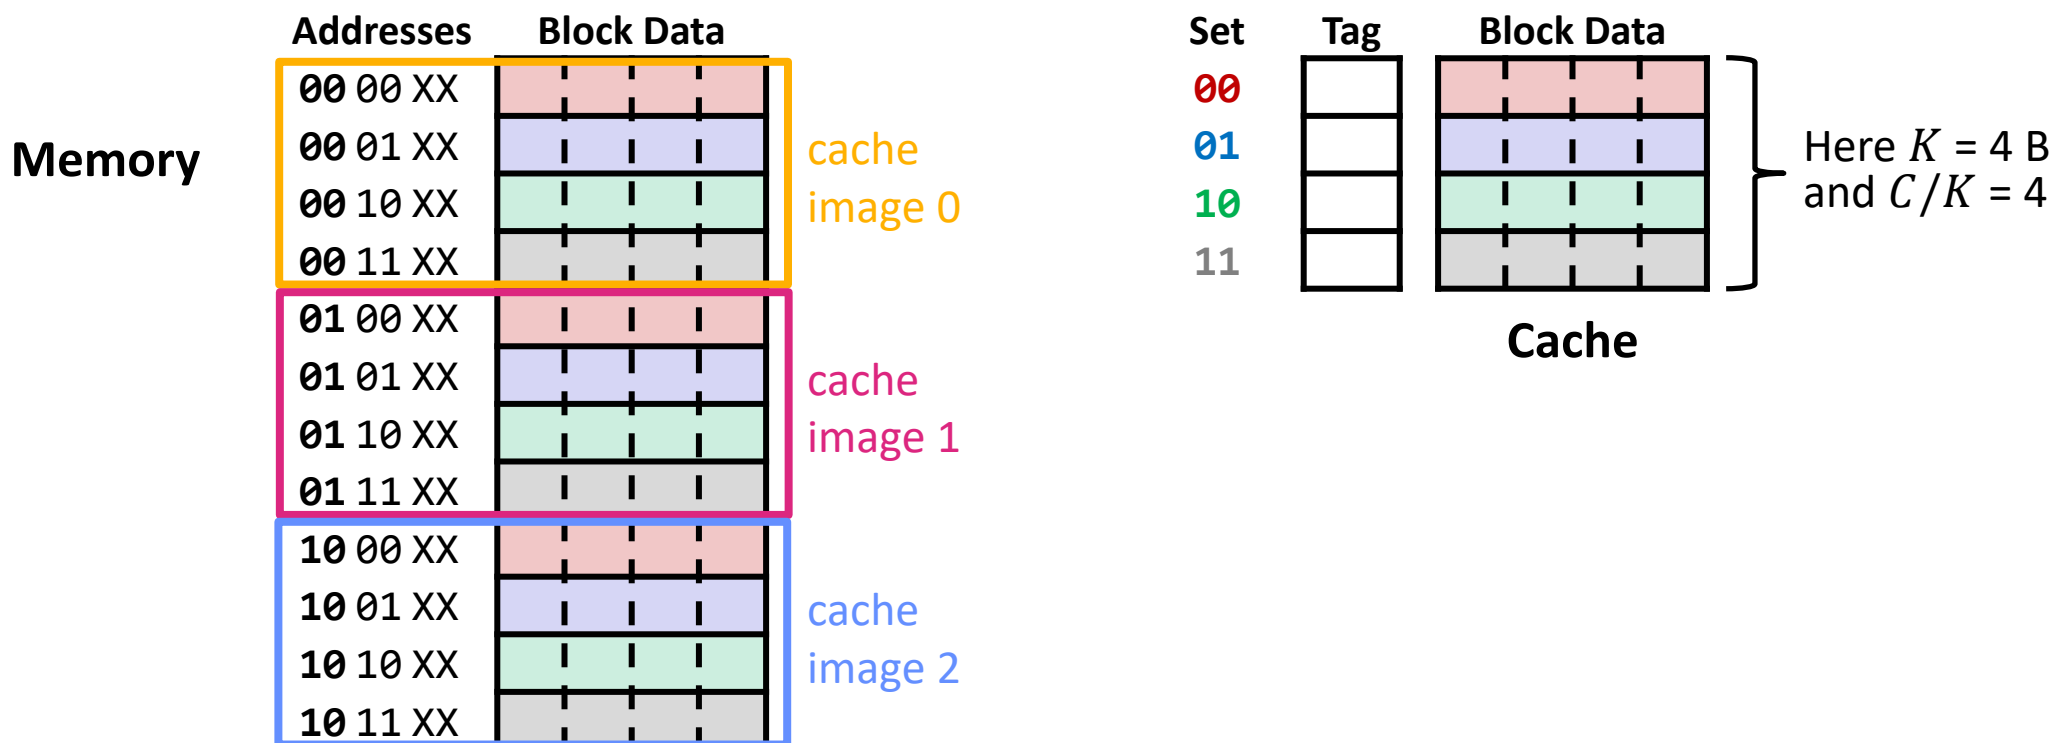 Memory
Addresses Block Data
00 00 XX
00 01 XX
00 10 XX
00 11 XX
cache
image 0
01 00 XX
01 01 XX
01 10 XX
01 11 XX
cache
image 1
10 00 XX
10 01 XX
10 10 XX
10 11 XX
cache
image 2
Set Tag Block Data
00
01
10
11
Here K = 4 B
and C/K = 4
Cache